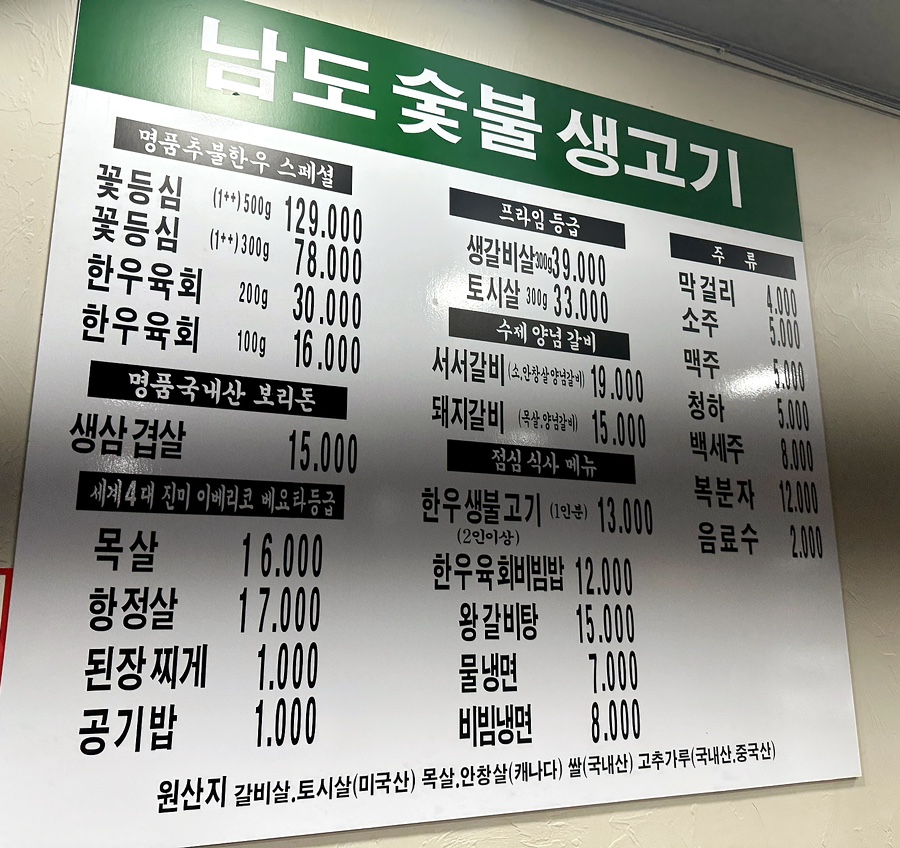 남도 숯불 생고기
명품추불한우 스페셜
꽃등심 (1++)500g 129.000
꽃등심 (1++)300g 78.000
한우육회 200g 30.000
한우육회 100g 16.000
명품국내산 보리돈
생삼겹살 15.000
세계4대 진미 이베리코 베요타등급
목살 16.000
항정살 17.000
된장찌게 1.000
공기밥 1.000
프라임등급
생갈비살300g39.000
토시살 300g 33.000
수제 양념 갈비
서서갈비(소,안창살양념갈비) 19.000
돼지갈비 (목살,양념갈비) 15.000
점심 식사 메뉴
한우생불고기 (1인분) 13.000
(2인이상)
한우육회비빔밥 12.000
왕갈비탕 15.000
물냉면 7.000
비빔냉면 8.000
주 류
막걸리 4.000
소주 5.000
맥주 5.000
청하 5.000
백세주 8.000
복분자 12.000
음료수 2.000
원산지 갈비살.토시살(미국산) 목살.안창살(캐나다) 쌀(국내산) 고추가루(국내산,중국산)